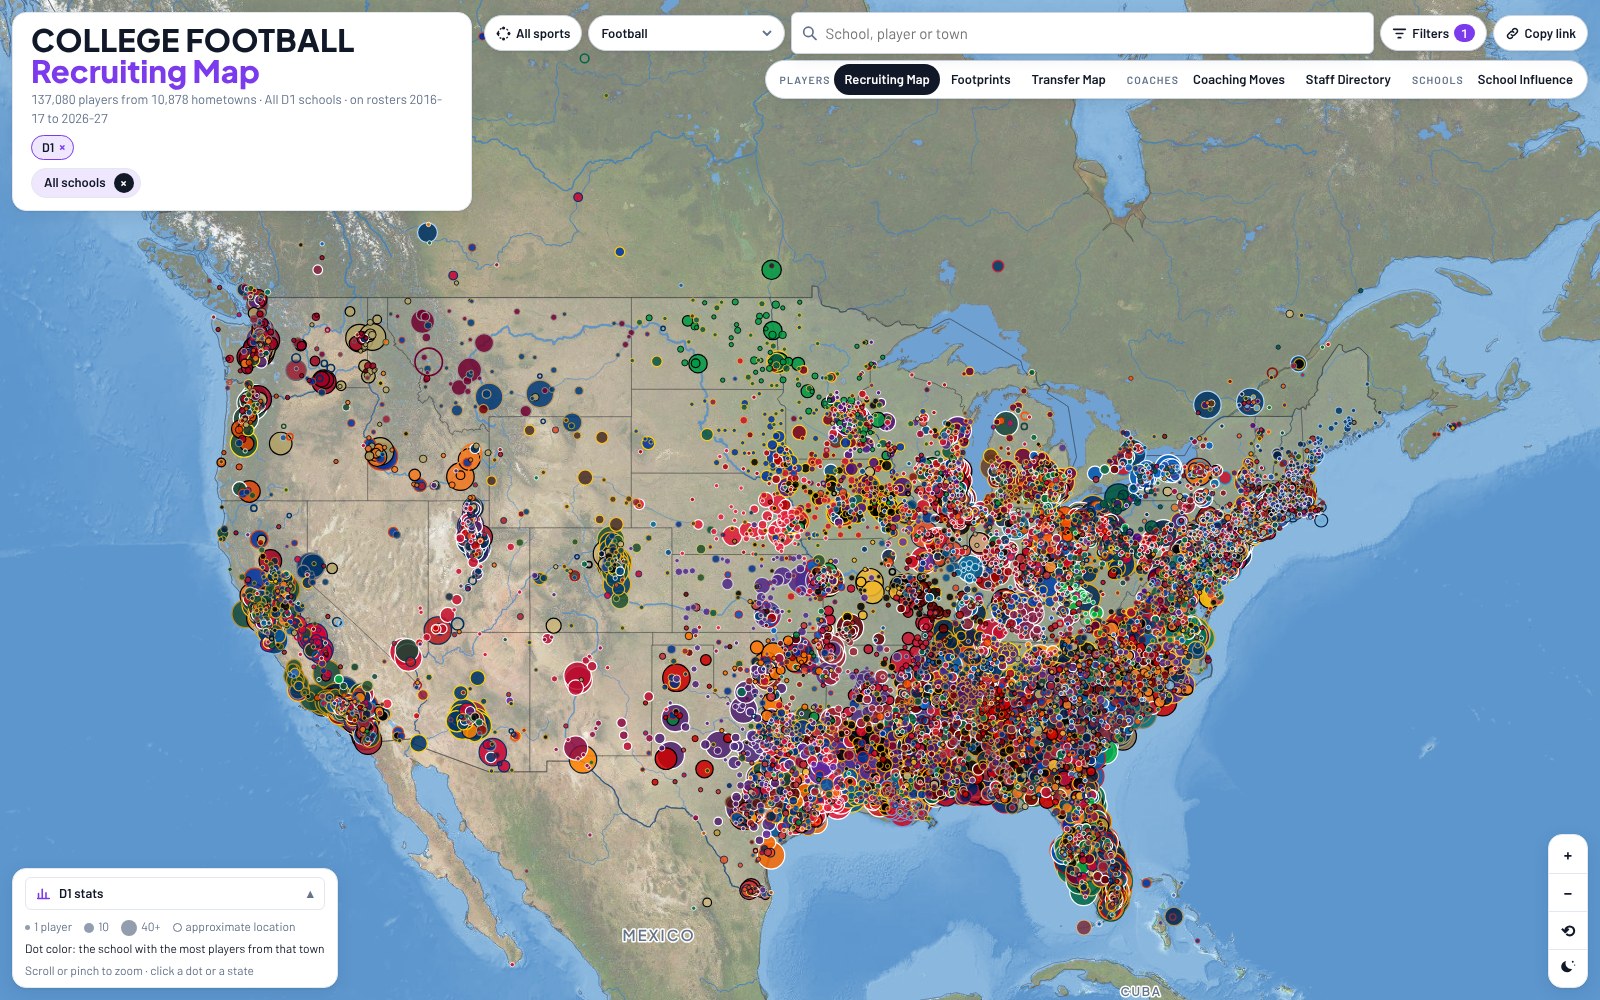 COLLEGE FOOTBALL
Recruiting Map
137,080 players from 10,878 hometowns · All D1 schools · on rosters 2016-
17 to 2026-27
D1 ×
All schools ×
All sports
Football
School, player or town
Filters 1
Copy link
PLAYERS Recruiting Map Footprints Transfer Map COACHES Coaching Moves Staff Directory SCHOOLS School Influence
MEXICO
CUBA
D1 stats ▲
1 player 10 40+ approximate location
Dot color: the school with the most players from that town
Scroll or pinch to zoom · click a dot or a state
+
−